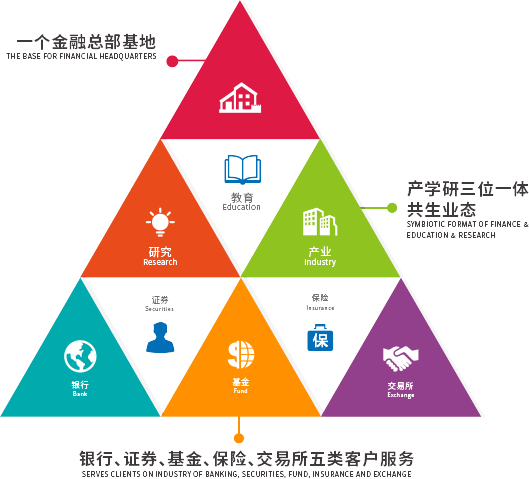 一个金融总部基地
THE BASE FOR FINANCIAL HEADQUARTERS
教育
Education
产学研三位一体
共生业态
SYMBIOTIC FORMAT OF FINANCE &
EDUCATION & RESEARCH
研究
Research
产业
Industry
证券
Securities
保险
Insurance
保
银行
Bank
基金
Fund
交易所
Exchange
银行、证券、基金、保险、交易所五类客户服务
SERVES CLIENTS ON INDUSTRY OF BANKING, SECURITIES, FUND, INSURANCE AND EXCHANGE